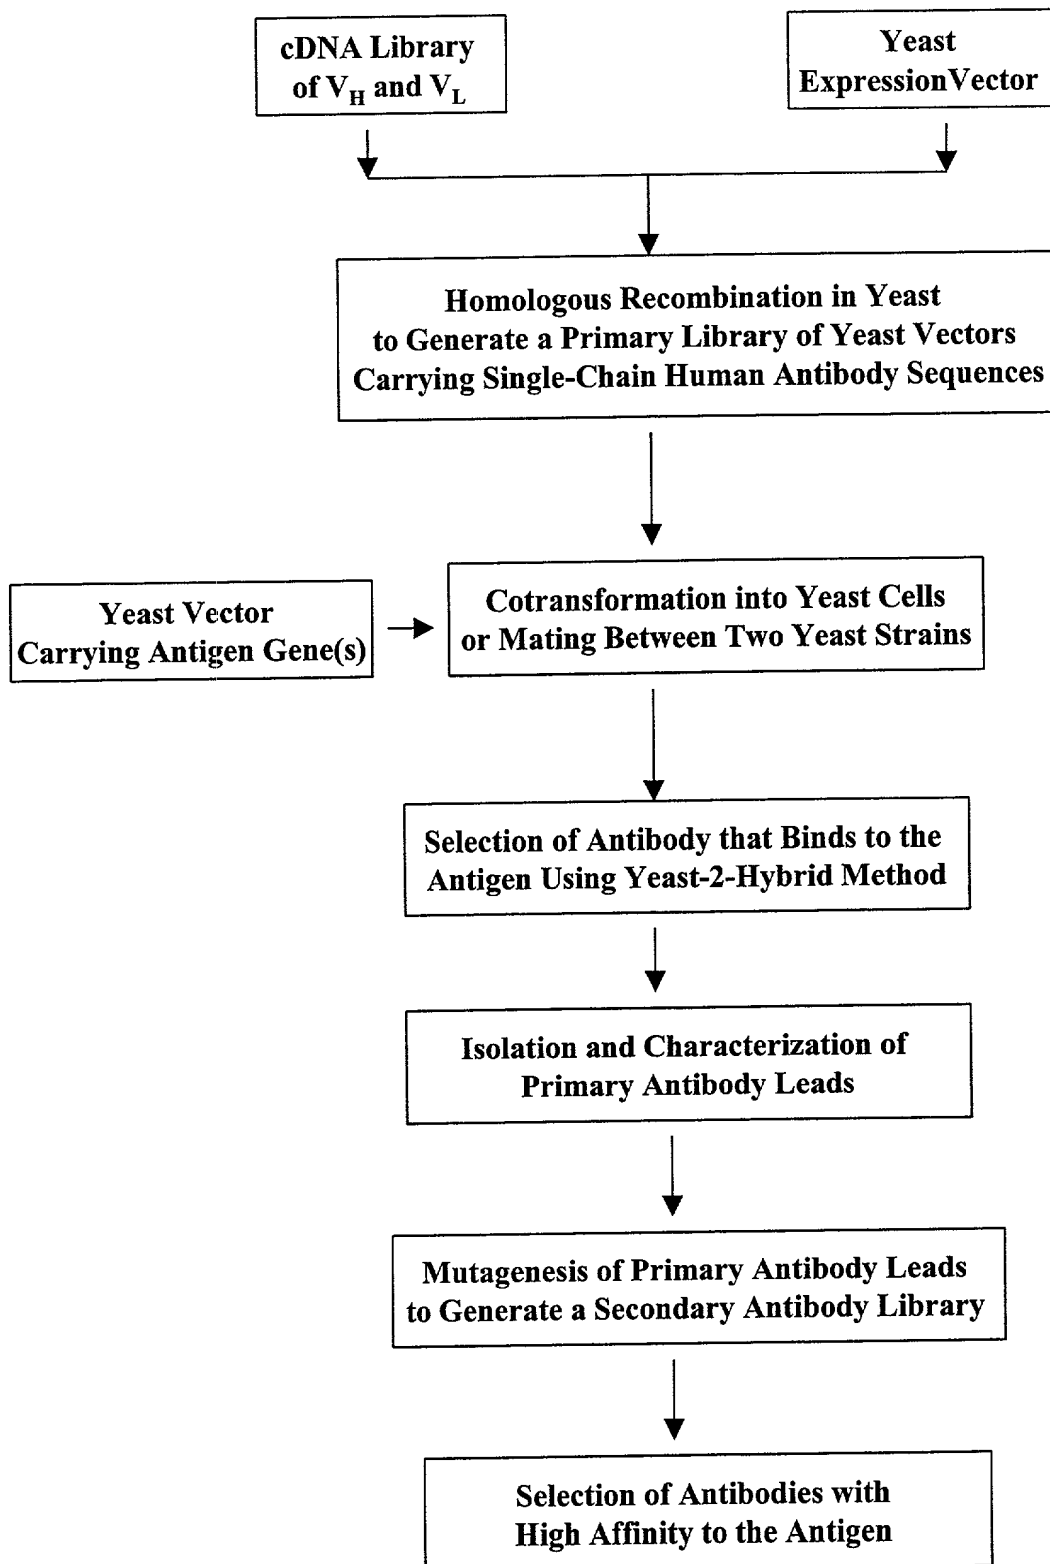 cDNA Library
of VH and VL
Yeast
ExpressionVector
Homologous Recombination in Yeast
to Generate a Primary Library of Yeast Vectors
Carrying Single-Chain Human Antibody Sequences
Yeast Vector
Carrying Antigen Gene(s)
Cotransformation into Yeast Cells
or Mating Between Two Yeast Strains
Selection of Antibody that Binds to the
Antigen Using Yeast-2-Hybrid Method
Isolation and Characterization of
Primary Antibody Leads
Mutagenesis of Primary Antibody Leads
to Generate a Secondary Antibody Library
Selection of Antibodies with
High Affinity to the Antigen